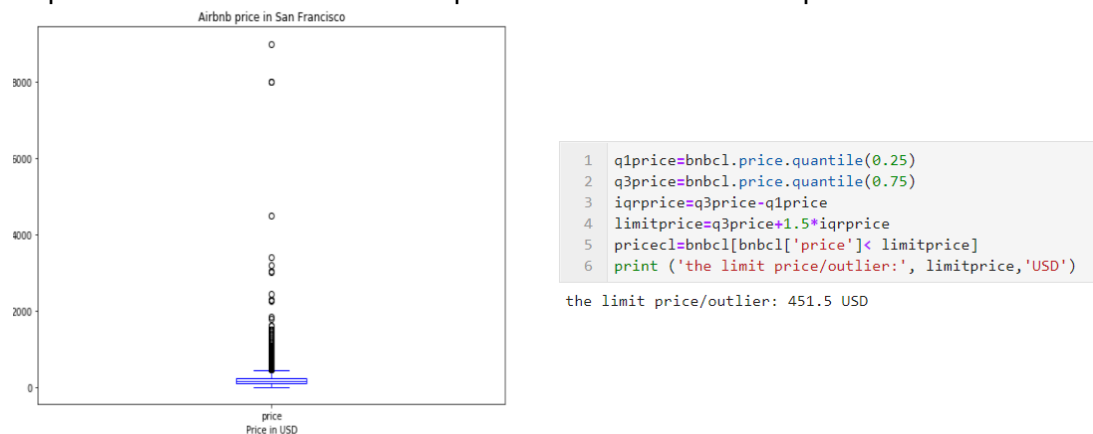 Airbnb price in San Francisco
8000
6000
4000
2000
0
price
Price in USD
1 q1price=bnbcl.price.quantile(0.25)
2 q3price=bnbcl.price.quantile(0.75)
3 iqrprice=q3price-q1price
4 limitprice=q3price+1.5*iqrprice
5 pricecl=bnbcl[bnbcl['price']< limitprice]
6 print ('the limit price/outlier:', limitprice,'USD')
the limit price/outlier: 451.5 USD